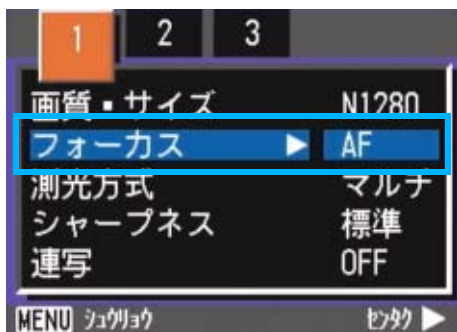 1 2 3
画質・サイズ N1280
フォーカス ▶ AF
測光方式 マルチ
シャープネス 標準
連写 OFF
MENU シュウリョウ センタク ▶